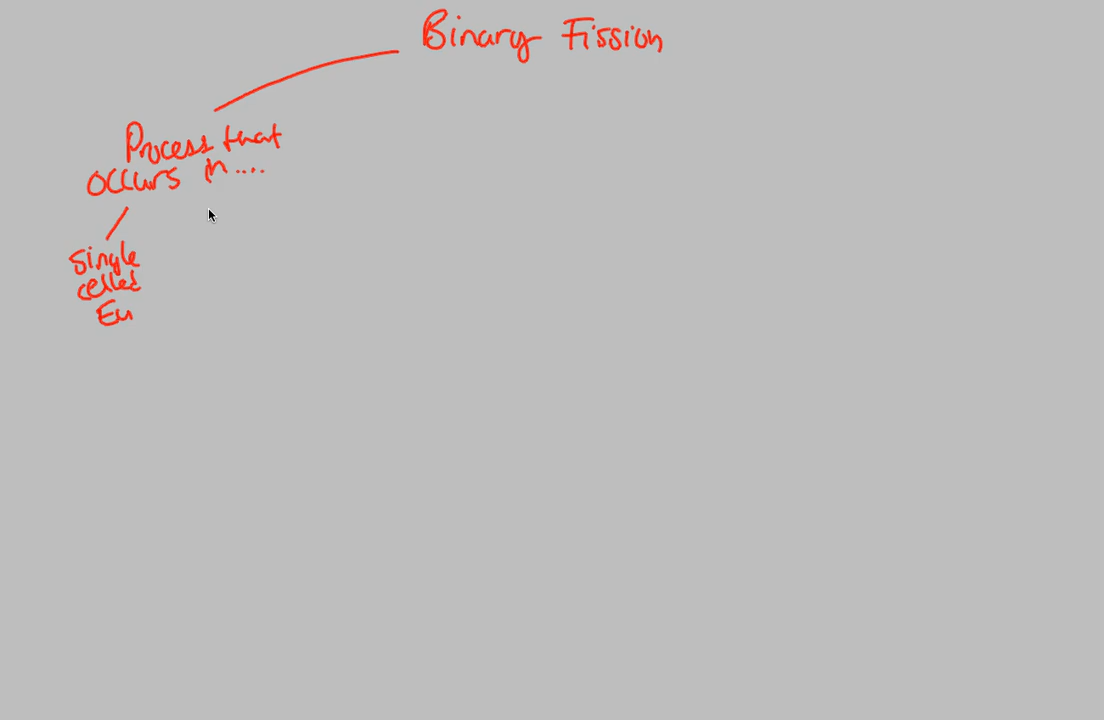 Binary Fission
Process that
occurs in....
single
celled
Eu